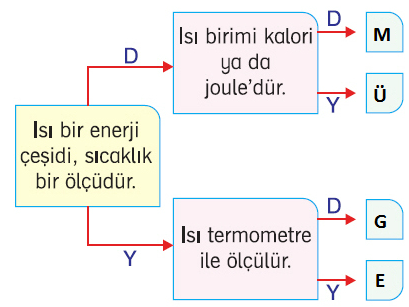 Isı bir enerji
çeşidi, sıcaklık
bir ölçüdür.
D
Isı birimi kalori
ya da
joule'dür.
D
M
Y
Ü
Y
Isı termometre
ile ölçülür.
D
G
Y
E